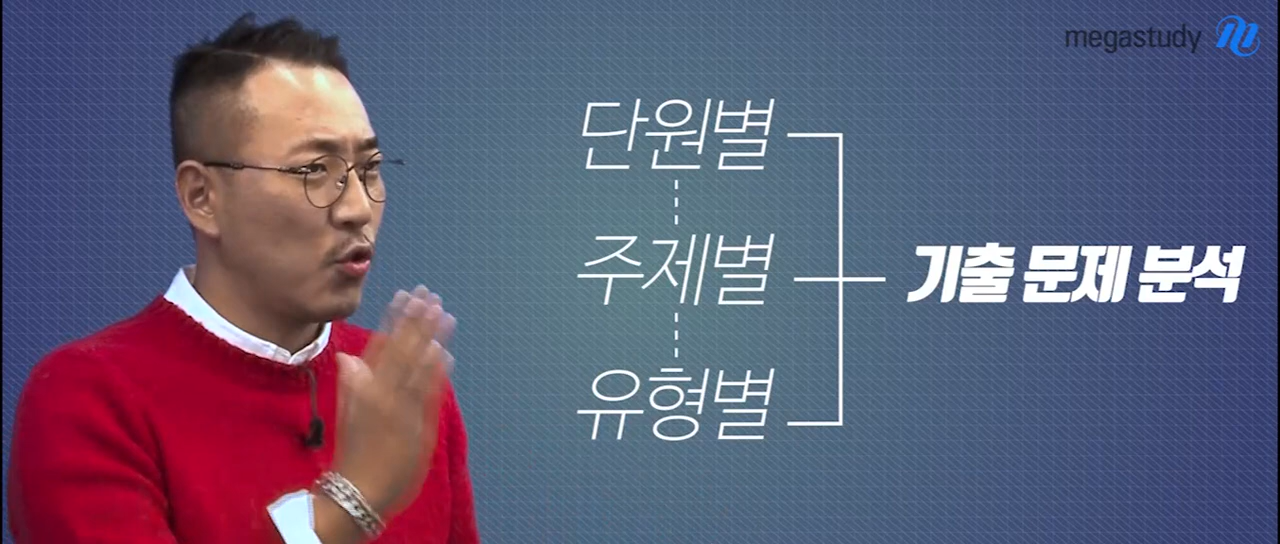 megastudy
단원별
주제별
유형별
기출 문제 분석